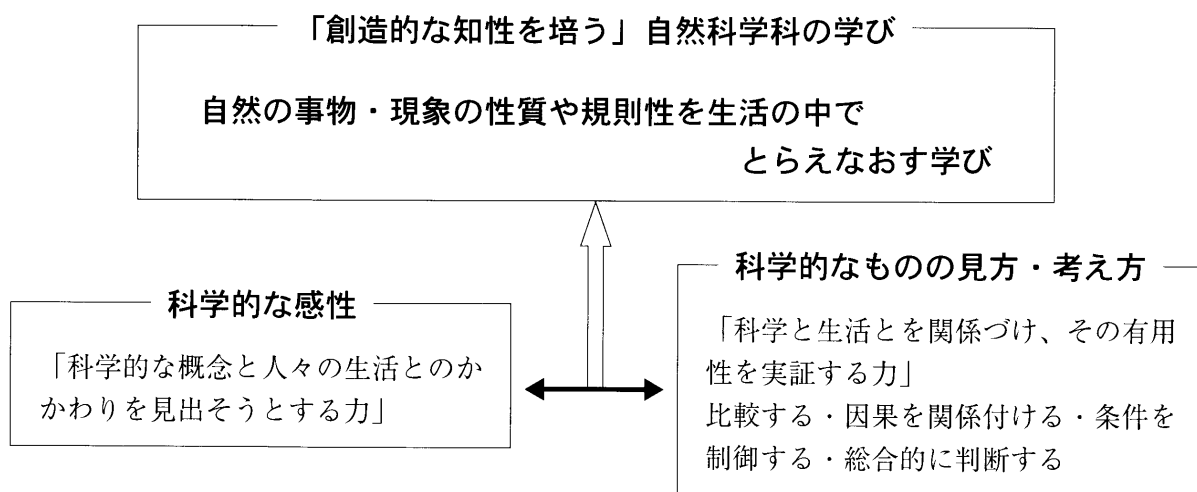 「創造的な知性を培う」自然科学科の学び
自然の事物・現象の性質や規則性を生活の中で
とらえなおす学び
科学的な感性
「科学的な概念と人々の生活とのか
かわりを見出そうとする力」
科学的なものの見方・考え方
「科学と生活とを関係づけ、その有用
性を実証する力」
比較する・因果を関係付ける・条件を
制御する・総合的に判断する